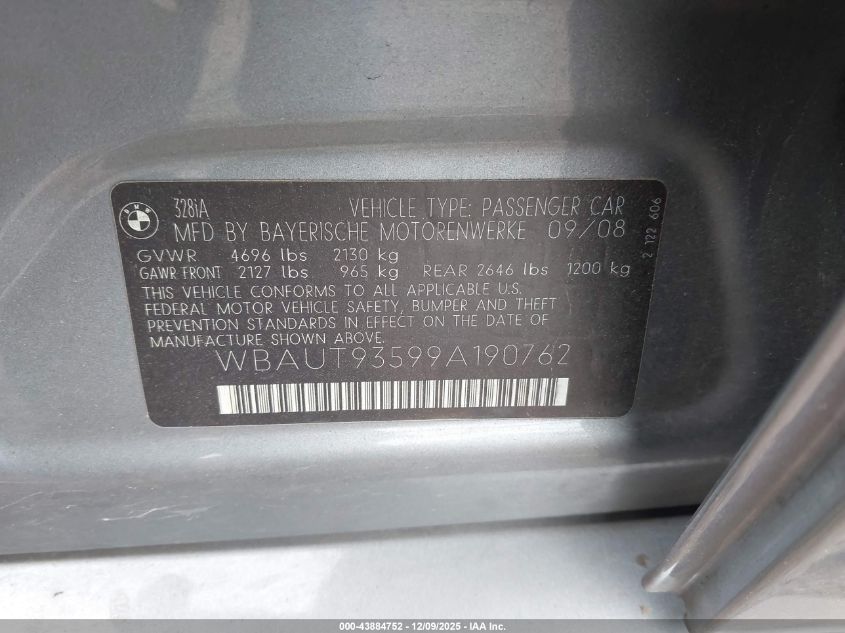 BMW
328iA VEHICLE TYPE: PASSENGER CAR
MFD BY BAYERISCHE MOTORENWERKE 09/08
GVWR 4696 lbs 2130 kg
GAWR FRONT 2127 lbs 965 kg REAR 2646 lbs 1200 kg
THIS VEHICLE CONFORMS TO ALL APPLICABLE U.S.
FEDERAL MOTOR VEHICLE SAFETY, BUMPER AND THEFT
PREVENTION STANDARDS IN EFFECT ON THE DATE OF
MANUFACTURE SHOWN ABOVE.
WBAUT93599A190762
2 122 606
000-43884752 - 12/09/2025 - IAA Inc.